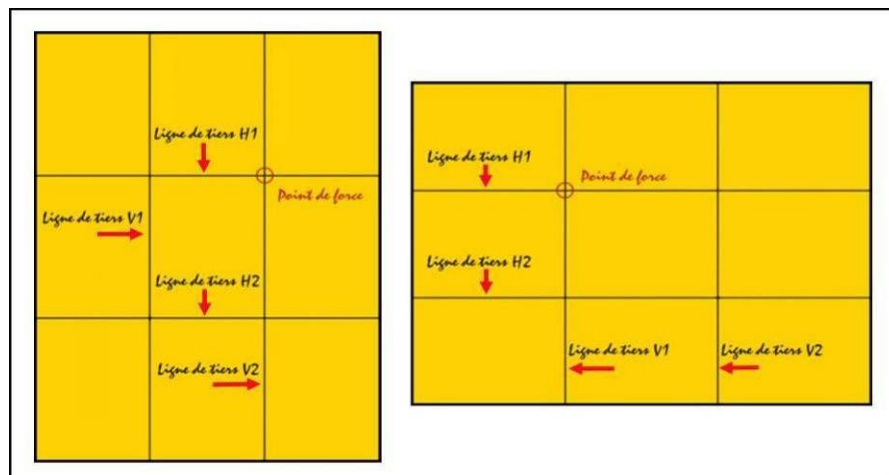 Ligne de tiers H1
Point de force
Ligne de tiers V1
Ligne de tiers H2
Ligne de tiers V2
Ligne de tiers H1
Point de force
Ligne de tiers H2
Ligne de tiers V1
Ligne de tiers V2